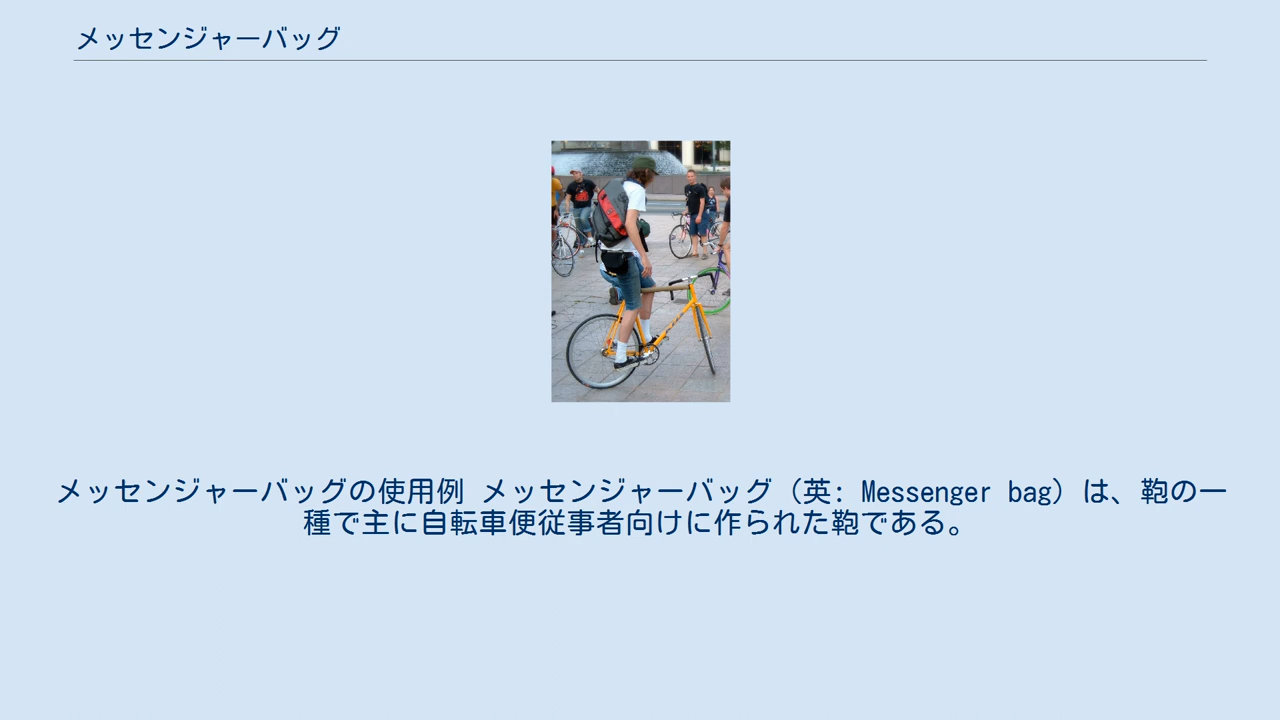 メッセンジャーバッグ
メッセンジャーバッグの使用例 メッセンジャーバッグ（英: Messenger bag）は、鞄の一
種で主に自転車便従事者向けに作られた鞄である。